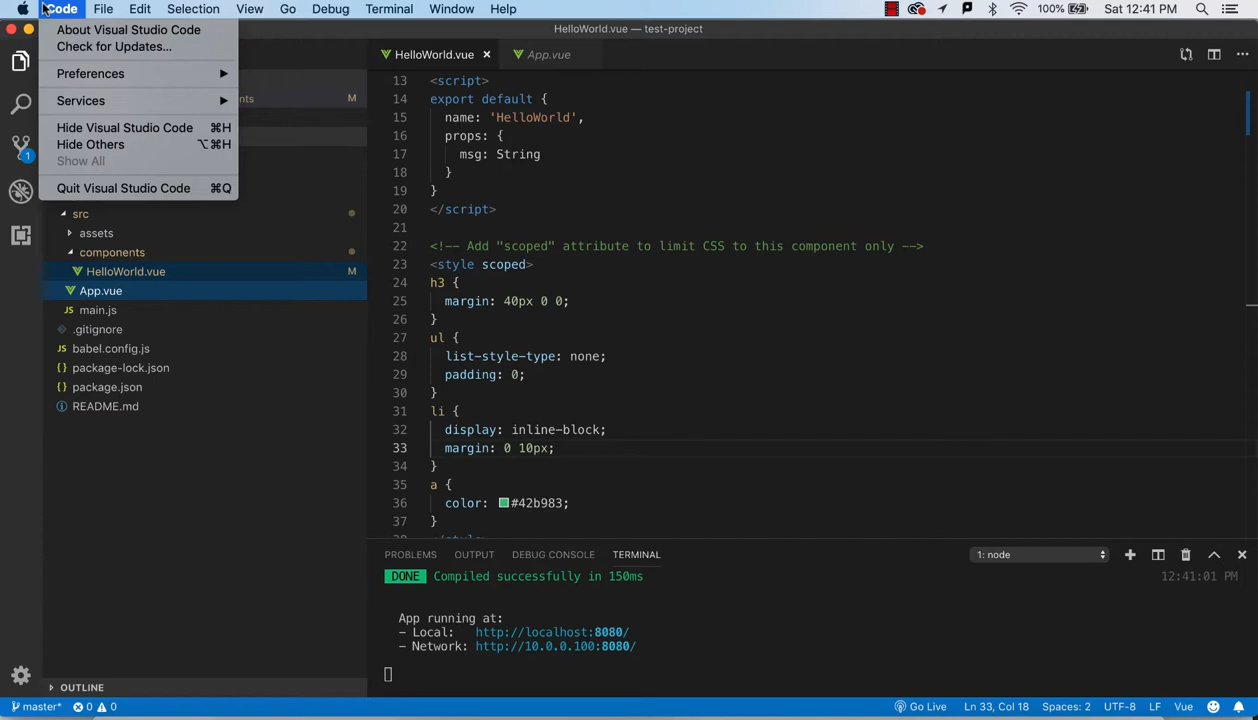 Code File Edit Selection View Go Debug Terminal Window Help
100% Sat 12:41 PM
HelloWorld.vue — test-project
About Visual Studio Code
Check for Updates...
Preferences
Services
Hide Visual Studio Code ⌘H
Hide Others ⌥⌘H
Show All
Quit Visual Studio Code ⌘Q
1
ents M
src
assets
components
HelloWorld.vue M
App.vue
JS main.js
.gitignore
JS babel.config.js
{} package-lock.json
{} package.json
README.md
OUTLINE
HelloWorld.vue × App.vue
13 <script>
14 export default {
15 name: 'HelloWorld',
16 props: {
17 msg: String
18 }
19 }
20 </script>
21
22 <!-- Add "scoped" attribute to limit CSS to this component only -->
23 <style scoped>
24 h3 {
25 margin: 40px 0 0;
26 }
27 ul {
28 list-style-type: none;
29 padding: 0;
30 }
31 li {
32 display: inline-block;
33 margin: 0 10px;
34 }
35 a {
36 color: #42b983;
37 }
38 </style>
PROBLEMS OUTPUT DEBUG CONSOLE TERMINAL 1: node
DONE Compiled successfully in 150ms 12:41:01 PM
App running at:
- Local: http://localhost:8080/
- Network: http://10.0.0.100:8080/
master* 0 0 Go Live Ln 33, Col 18 Spaces: 2 UTF-8 LF Vue